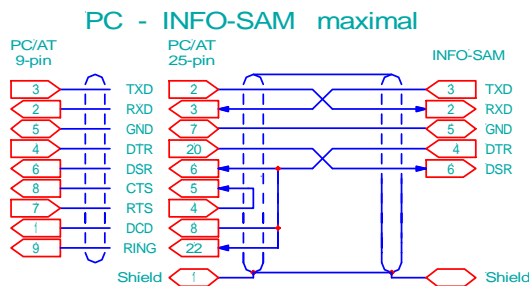 PC - INFO-SAM maximal
PC/AT PC/AT
9-pin 25-pin INFO-SAM
3 TXD 2 3 TXD
2 RXD 3 2 RXD
5 GND 7 5 GND
4 DTR 20 4 DTR
6 DSR 6 6 DSR
8 CTS 5
7 RTS 4
1 DCD 8
9 RING 22
Shield 1 Shield